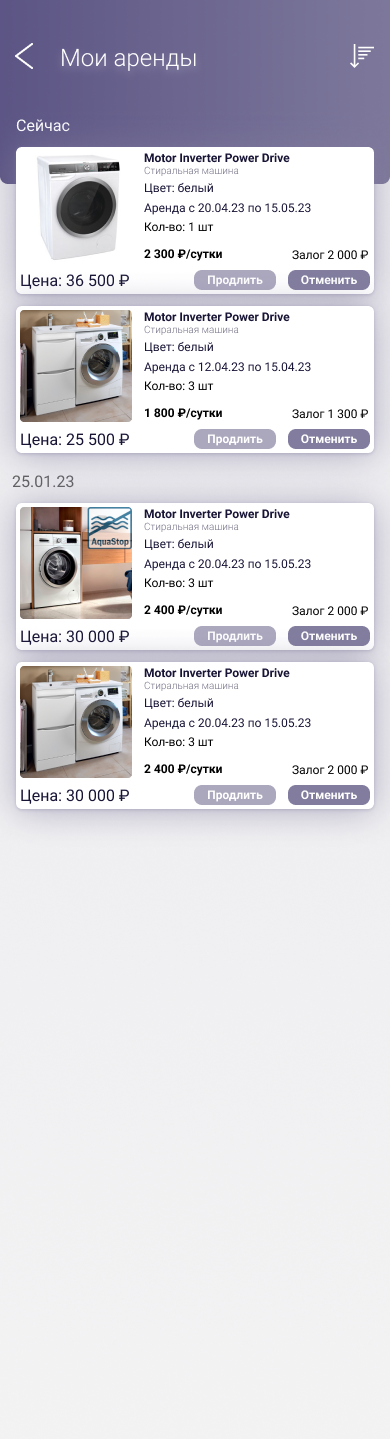 Мои аренды
Сейчас
Motor Inverter Power Drive
Стиральная машина
Цвет: белый
Аренда с 20.04.23 по 15.05.23
Кол-во: 1 шт
2 300 ₽/сутки
Залог 2 000 ₽
Цена: 36 500 ₽
Продлить
Отменить
Motor Inverter Power Drive
Стиральная машина
Цвет: белый
Аренда с 12.04.23 по 15.04.23
Кол-во: 3 шт
1 800 ₽/сутки
Залог 1 300 ₽
Цена: 25 500 ₽
Продлить
Отменить
25.01.23
AquaStop
Motor Inverter Power Drive
Стиральная машина
Цвет: белый
Аренда с 20.04.23 по 15.05.23
Кол-во: 3 шт
2 400 ₽/сутки
Залог 2 000 ₽
Цена: 30 000 ₽
Продлить
Отменить
Motor Inverter Power Drive
Стиральная машина
Цвет: белый
Аренда с 20.04.23 по 15.05.23
Кол-во: 3 шт
2 400 ₽/сутки
Залог 2 000 ₽
Цена: 30 000 ₽
Продлить
Отменить